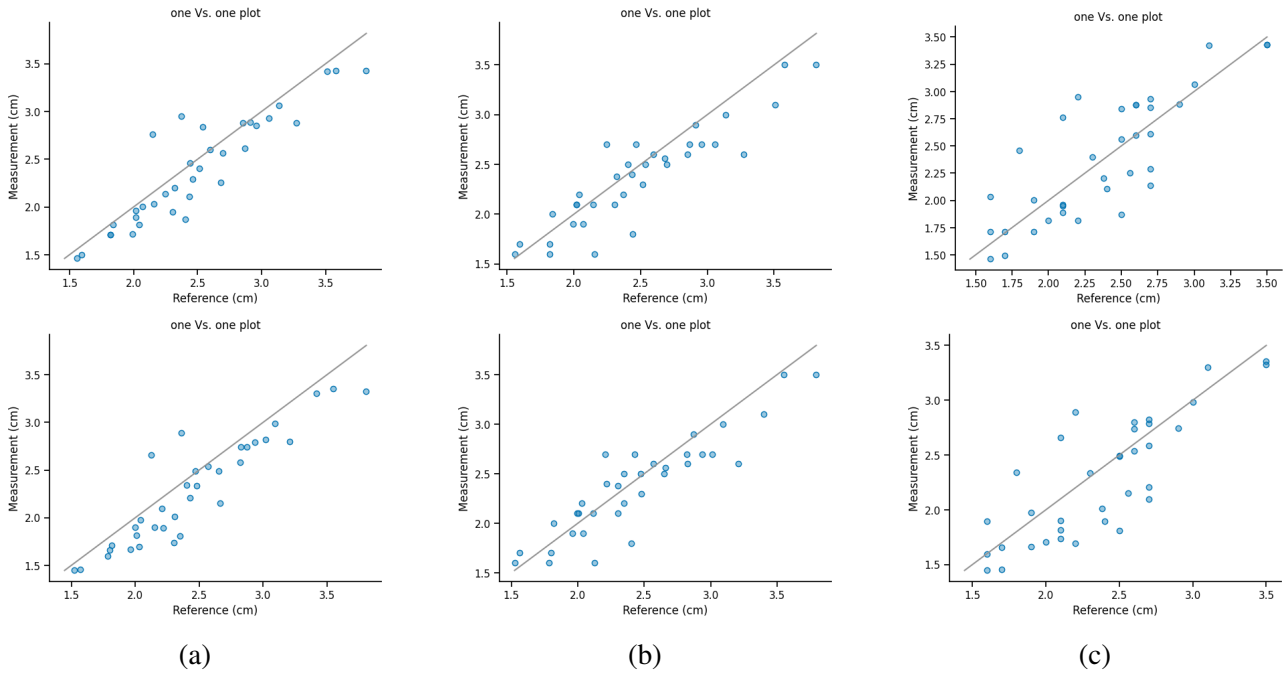 one Vs. one plot
Measurement (cm)
3.5
3.0
2.5
2.0
1.5
1.5 2.0 2.5 3.0 3.5
Reference (cm)
one Vs. one plot
Measurement (cm)
3.5
3.0
2.5
2.0
1.5
1.5 2.0 2.5 3.0 3.5
Reference (cm)
one Vs. one plot
Measurement (cm)
3.50
3.25
3.00
2.75
2.50
2.25
2.00
1.75
1.50
1.50 1.75 2.00 2.25 2.50 2.75 3.00 3.25 3.50
Reference (cm)
one Vs. one plot
Measurement (cm)
3.5
3.0
2.5
2.0
1.5
1.5 2.0 2.5 3.0 3.5
Reference (cm)
one Vs. one plot
Measurement (cm)
3.5
3.0
2.5
2.0
1.5
1.5 2.0 2.5 3.0 3.5
Reference (cm)
one Vs. one plot
Measurement (cm)
3.5
3.0
2.5
2.0
1.5
1.5 2.0 2.5 3.0 3.5
Reference (cm)
(a) (b) (c)